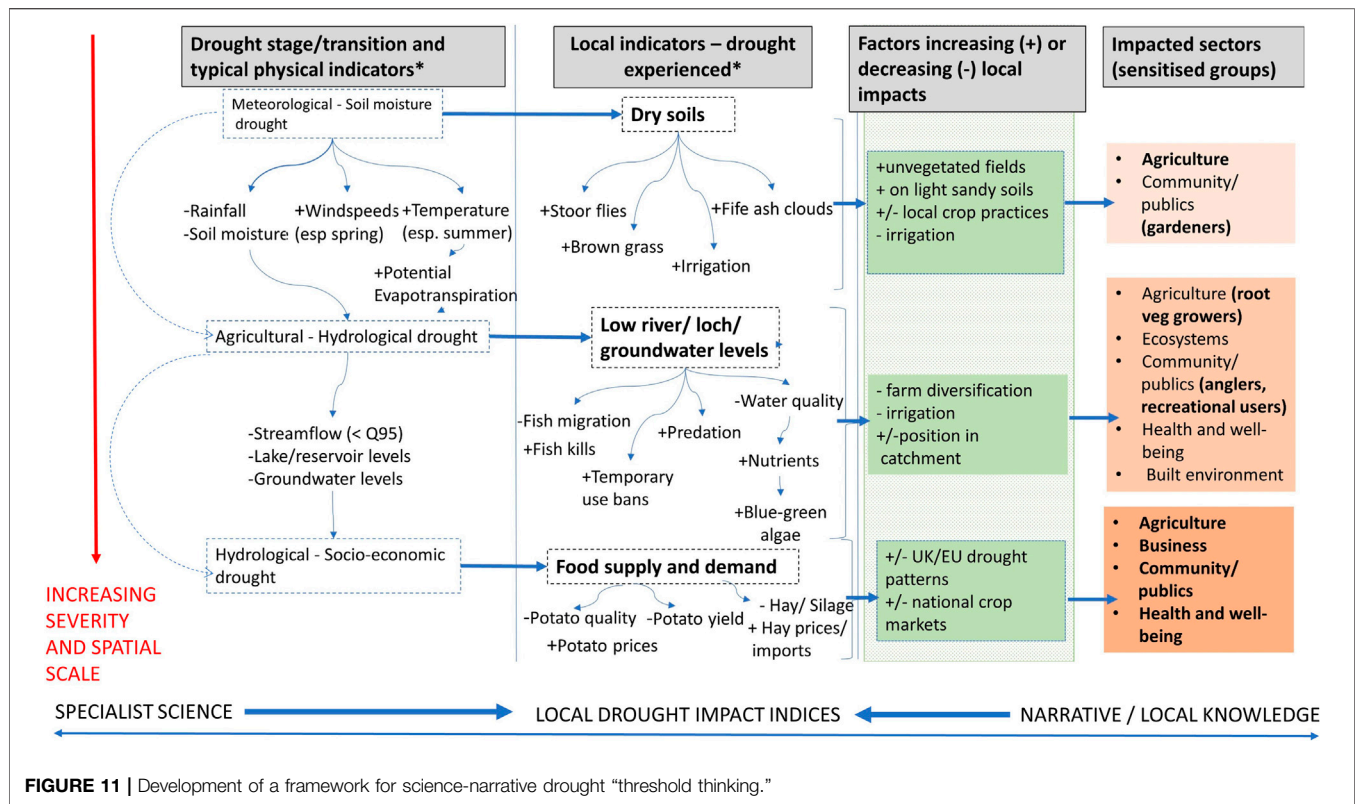 Drought stage/transition and
typical physical indicators*
Local indicators – drought
experienced*
Factors increasing (+) or
decreasing (-) local
impacts
Impacted sectors
(sensitised groups)
Meteorological - Soil moisture
drought
Dry soils
-Rainfall
-Soil moisture
+Windspeeds
(esp spring)
+Temperature
(esp. summer)
+Potential
Evapotranspiration
+Stoor flies
+Brown grass
+Irrigation
+Fife ash clouds
+unvegetated fields
+ on light sandy soils
+/- local crop practices
- irrigation
• Agriculture
• Community/
publics
(gardeners)
Agricultural - Hydrological drought
Low river/ loch/
groundwater levels
-Streamflow (< Q95)
-Lake/reservoir levels
-Groundwater levels
-Fish migration
+Fish kills
+Temporary
use bans
+Predation
-Water quality
+Nutrients
+Blue-green
algae
- farm diversification
- irrigation
+/-position in
catchment
• Agriculture (root
veg growers)
• Ecosystems
• Community/
publics (anglers,
recreational users)
• Health and well-
being
• Built environment
Hydrological - Socio-economic
drought
Food supply and demand
-Potato quality
+Potato prices
-Potato yield
- Hay/ Silage
+ Hay prices/
imports
+/- UK/EU drought
patterns
+/- national crop
markets
• Agriculture
• Business
• Community/
publics
• Health and well-
being
INCREASING
SEVERITY
AND SPATIAL
SCALE
SPECIALIST SCIENCE
LOCAL DROUGHT IMPACT INDICES
NARRATIVE / LOCAL KNOWLEDGE
FIGURE 11 | Development of a framework for science-narrative drought “threshold thinking.”